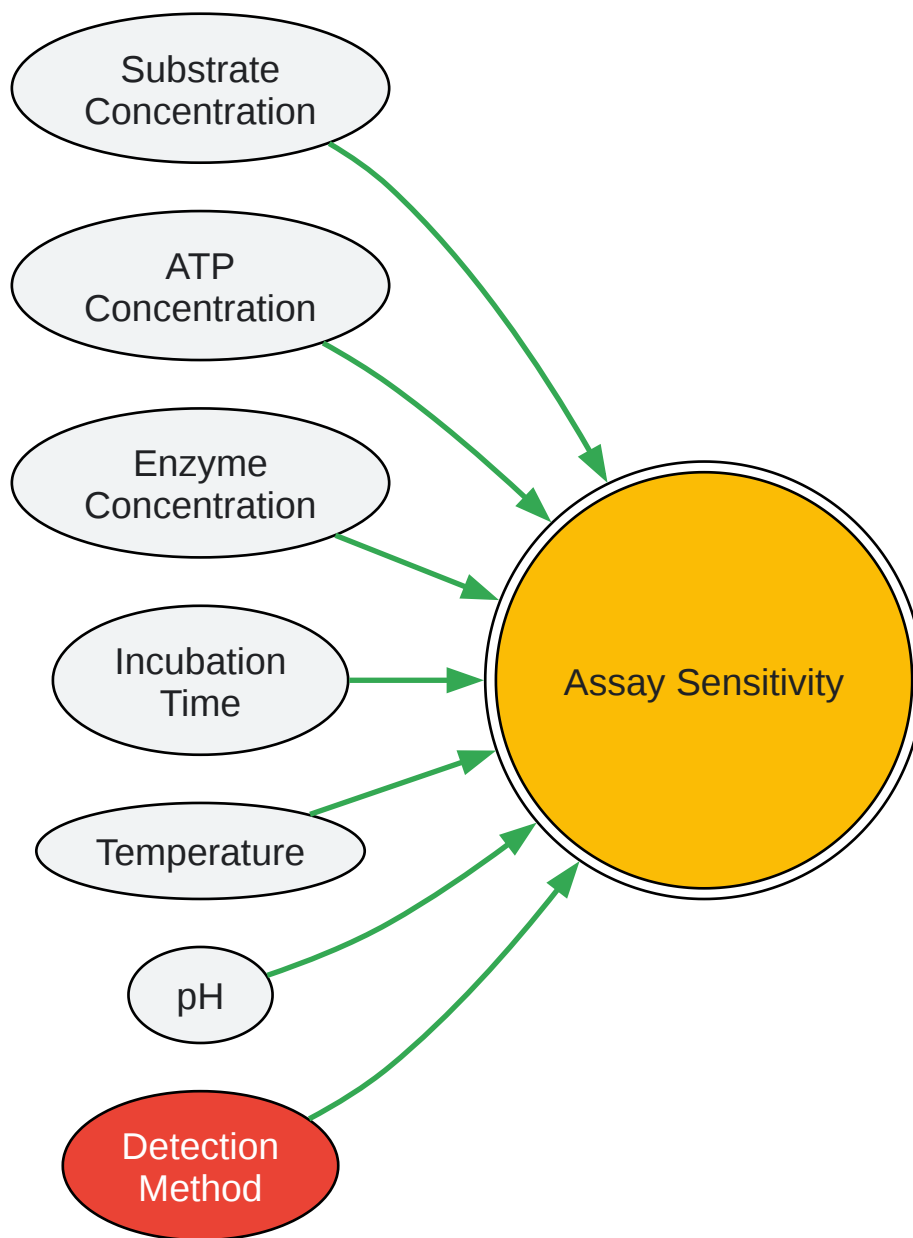 Substrate
Concentration
ATP
Concentration
Enzyme
Concentration
Incubation
Time
Assay Sensitivity
Temperature
pH
Detection
Method